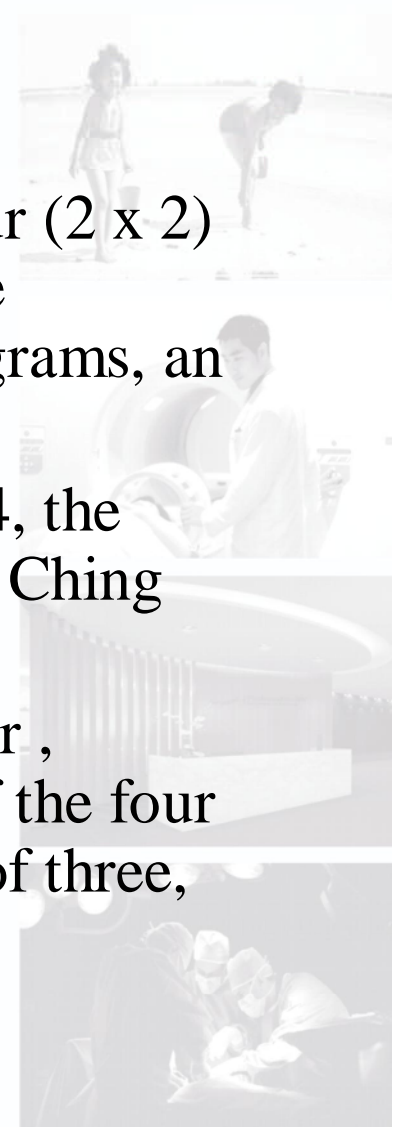 (2 x 2)
grams, an
4, the
Ching
the four
of three,